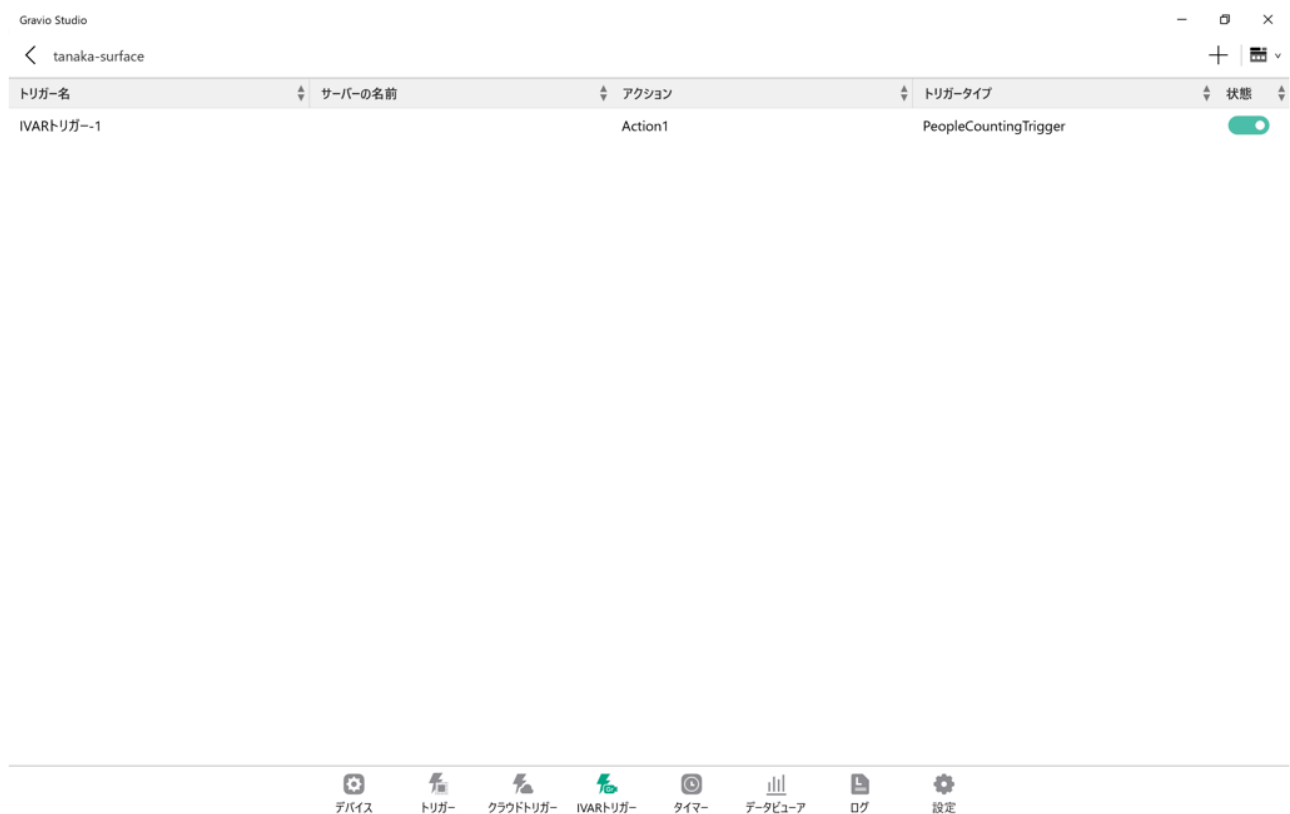 Gravio Studio
tanaka-surface
トリガー名 サーバーの名前 アクション トリガータイプ 状態
IVARトリガー-1 Action1 PeopleCountingTrigger
デバイス トリガー クラウドトリガー IVARトリガー タイマー データビューア ログ 設定